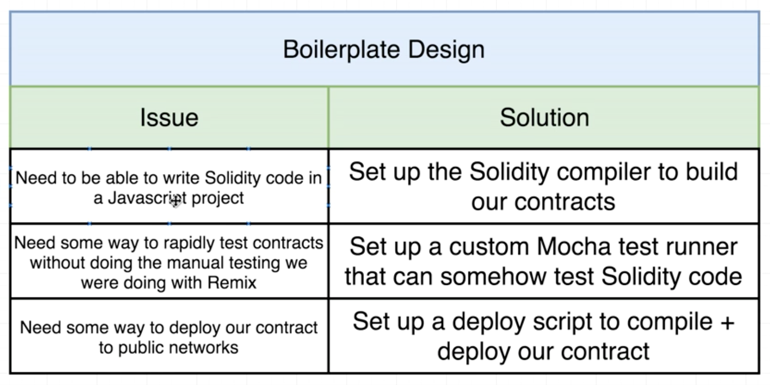 Boilerplate Design
Issue
Solution
Need to be able to write Solidity code in
a Javascript project
Set up the Solidity compiler to build
our contracts
Need some way to rapidly test contracts
without doing the manual testing we
were doing with Remix
Set up a custom Mocha test runner
that can somehow test Solidity code
Need some way to deploy our contract
to public networks
Set up a deploy script to compile +
deploy our contract